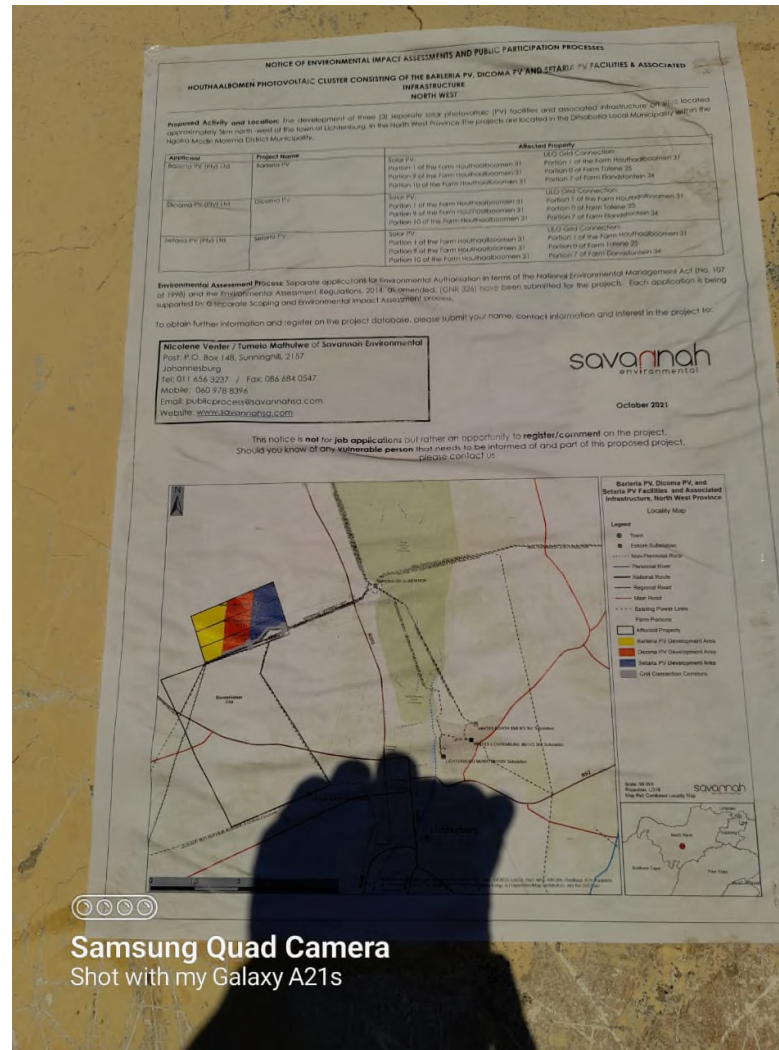 NOTICE OF ENVIRONMENTAL IMPACT ASSESSMENTS AND PUBLIC PARTICIPATION PROCESSES
HOUTHAALBOMEN PHOTOVOLTAIC CLUSTER CONSISTING OF THE BARLERIA PV, DICOMA PV AND SETARIA PV FACILITIES & ASSOCIATED
INFRASTRUCTURE
NORTH WEST
Proposed Activity and Location: The development of three (3) separate solar photovoltaic (PV) facilities and associated infrastructure on located
approximately 5km north-west of the town of Lichtenburg, in the North West Province. The projects are located in the Ditsobotla Local Municipality within the
Ngaka Modiri Molema District Municipality.
Applicant Project Name Affected Property
Barleria PV (Pty) Ltd Barleria PV Solar PV: Grid Connection:
Portion 1 of the Farm Houthaalboomen 31 Portion 1 of the Farm Houthaalboomen 31
Portion 9 of the Farm Houthaalboomen 31 Portion 0 of Farm Talene 25
Portion 10 of the Farm Houthaalboomen 31 Portion 7 of Farm Elandsfontein 34
Dicoma PV (Pty) Ltd Dicoma PV Solar PV: Grid Connection:
Portion 1 of the Farm Houthaalboomen 31 Portion 1 of the Farm Houthaalboomen 31
Portion 9 of the Farm Houthaalboomen 31 Portion 0 of Farm Talene 25
Portion 10 of the Farm Houthaalboomen 31 Portion 7 of Farm Elandsfontein 34
Setaria PV (Pty) Ltd Setaria PV Solar PV: Grid Connection:
Portion 1 of the Farm Houthaalboomen 31 Portion 1 of the Farm Houthaalboomen 31
Portion 9 of the Farm Houthaalboomen 31 Portion 0 of Farm Talene 25
Portion 10 of the Farm Houthaalboomen 31 Portion 7 of Farm Elandsfontein 34
Environmental Assessment Process: Separate applications for Environmental Authorisation in terms of the National Environmental Management Act (No. 107
of 1998) and the Environmental Assessment Regulations, 2014, as amended, (GNR 326) have been submitted for the projects. Each application is being
supported by a separate Scoping and Environmental Impact Assessment process.
To obtain further information and register on the project database, please submit your name, contact information and interest in the project to:
Nicolene Venter / Tumelo Mathulwe of Savannah Environmental
Post: P.O. Box 148, Sunninghill, 2157
Johannesburg
Tel: 011 656 3237 / Fax: 086 684 0547
Mobile: 060 978 8396
Email: publicprocess@savannahsa.com
Website: www.savannahsa.com
savannah
environmental
October 2021
This notice is not for job applications but rather an opportunity to register/comment on the project.
Should you know of any vulnerable person that needs to be informed of and part of this proposed project,
please contact us
N
Barleria PV, Dicoma PV, and
Setaria PV Facilities and Associated
Infrastructure, North West Province
Locality Map
Legend
Town
Eskom Substation
Non-Perennial River
Perennial River
National Route
Regional Road
Main Road
Existing Power Lines
Farm Portions
Affected Property
Barleria PV Development Area
Dicoma PV Development Area
Setaria PV Development Area
Grid Connection Corridors
savannah
North West
Northern Cape
Free State
Samsung Quad Camera
Shot with my Galaxy A21s